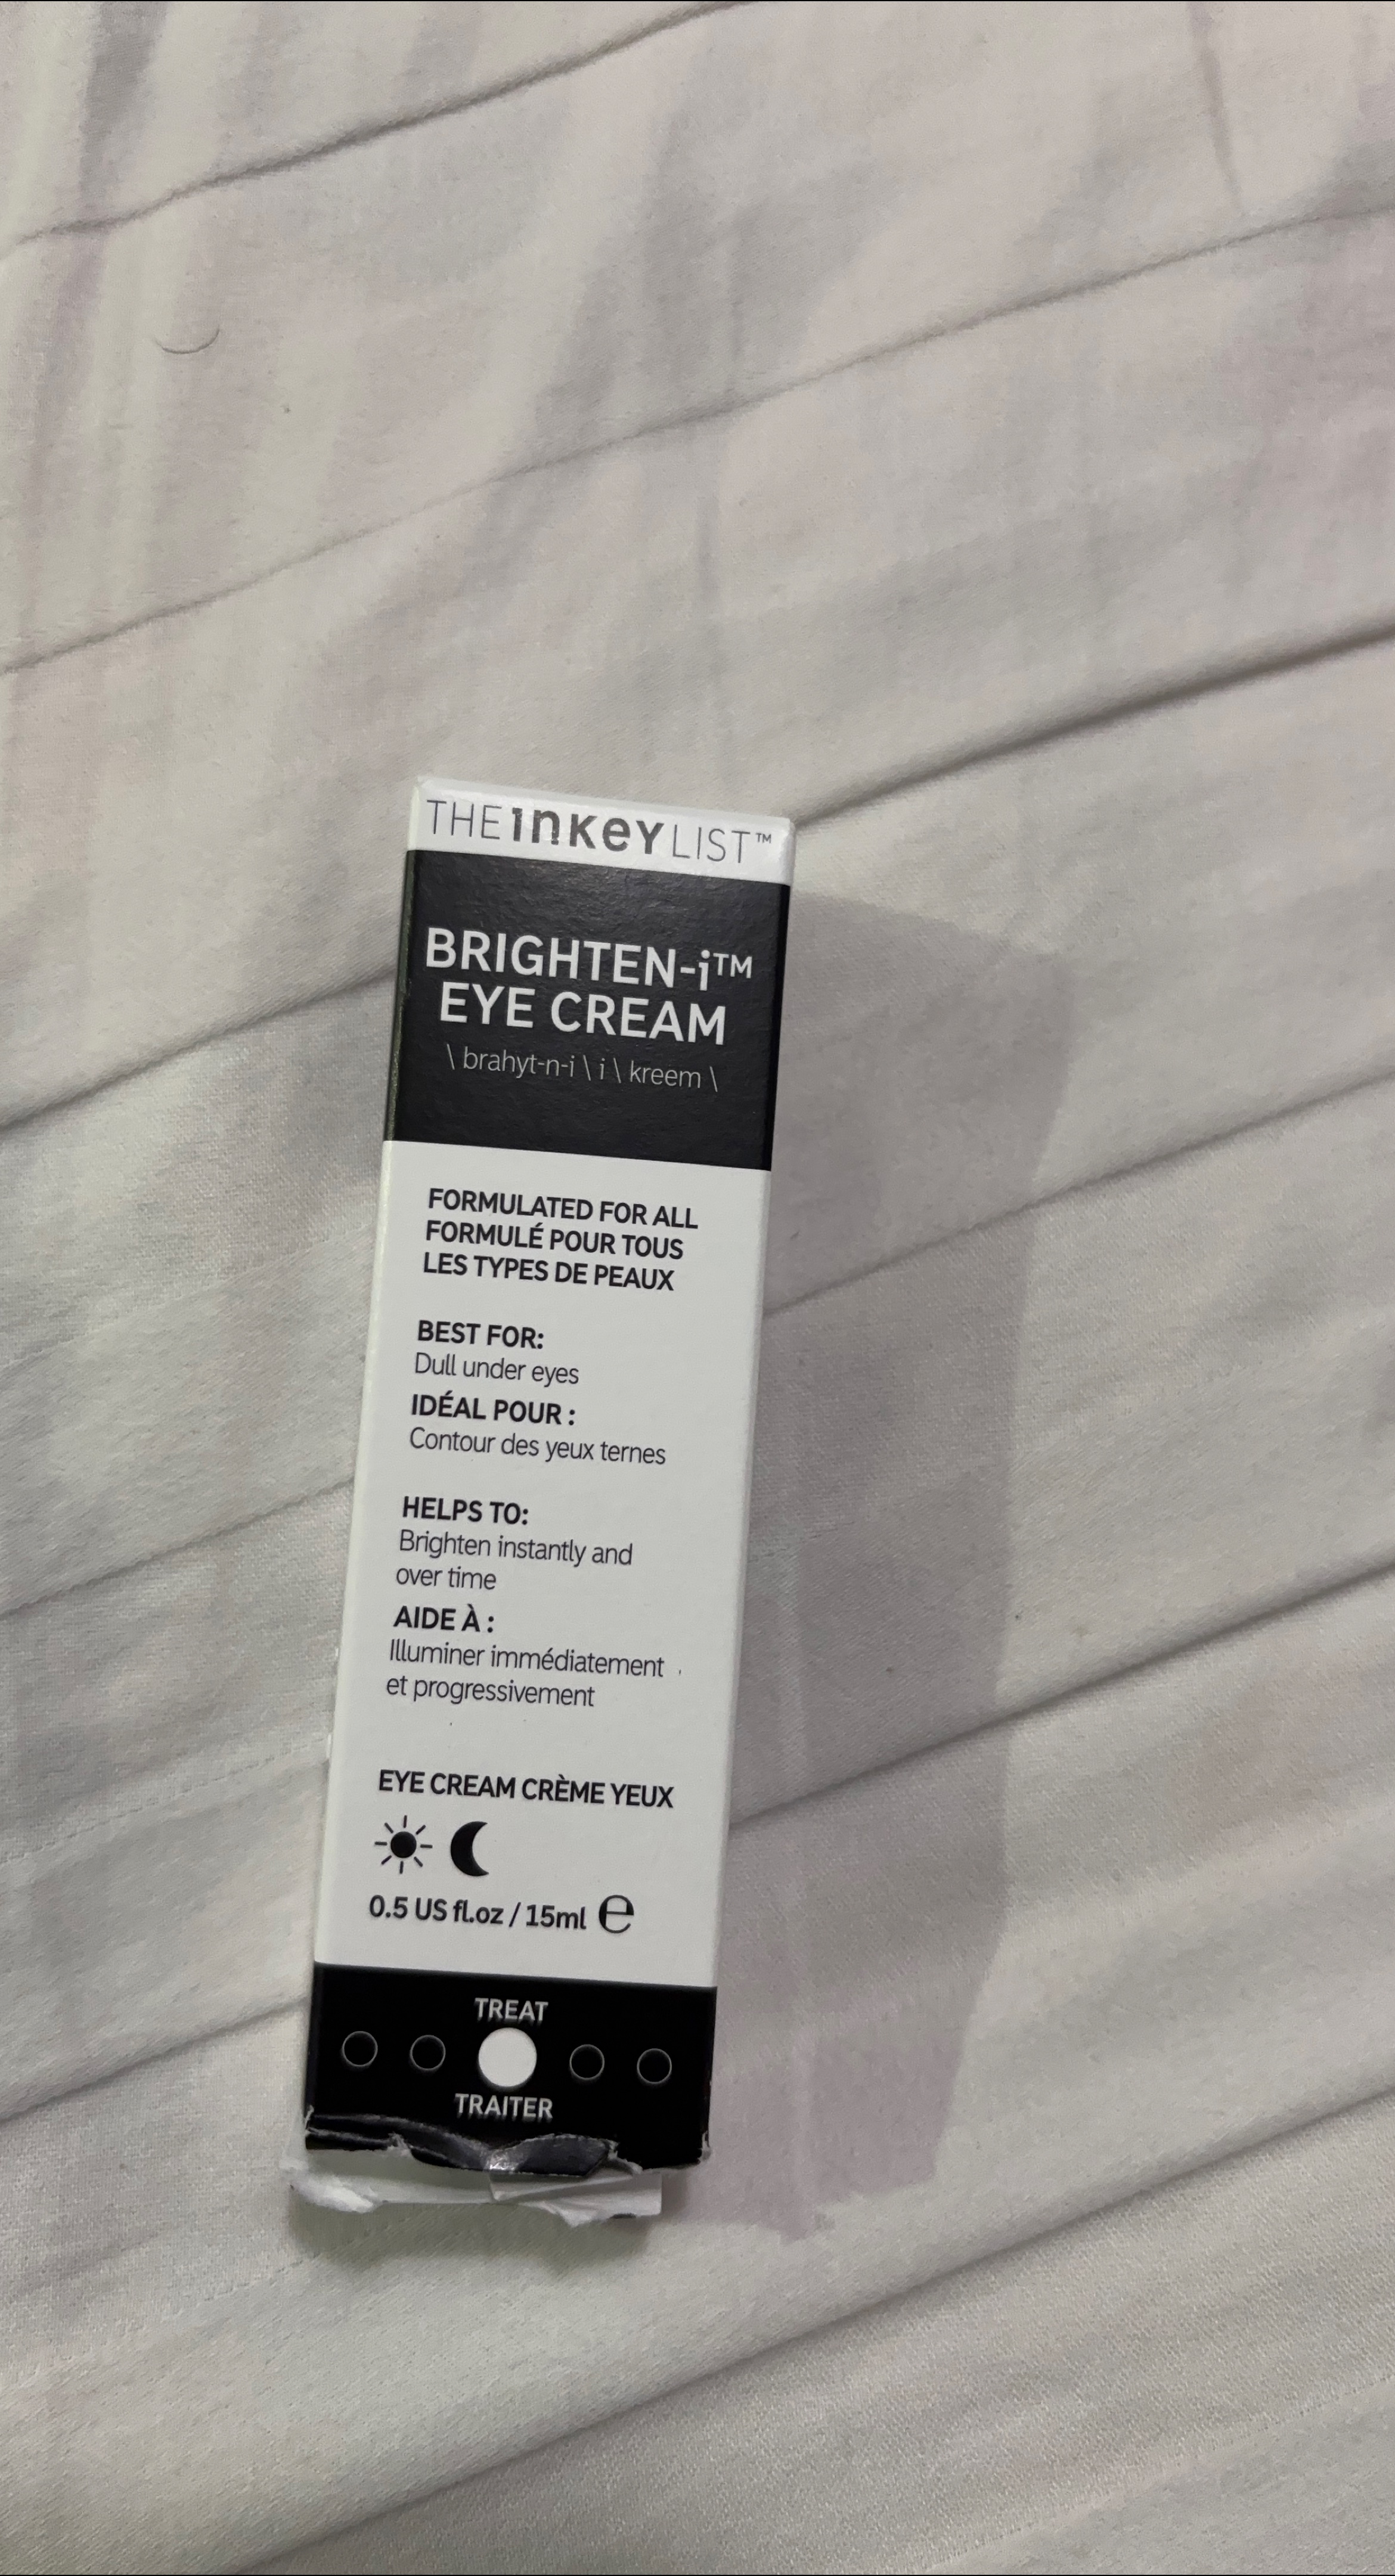 THE INKEY LIST™
BRIGHTEN-i™
EYE CREAM
\ brahyt-n-i \ i \ kreem \
FORMULATED FOR ALL
FORMULÉ POUR TOUS
LES TYPES DE PEAUX
BEST FOR:
Dull under eyes
IDÉAL POUR :
Contour des yeux ternes
HELPS TO:
Brighten instantly and
over time
AIDE À :
Illuminer immédiatement
et progressivement
EYE CREAM CRÈME YEUX
0.5 US fl.oz / 15ml ℮
TREAT
TRAITER